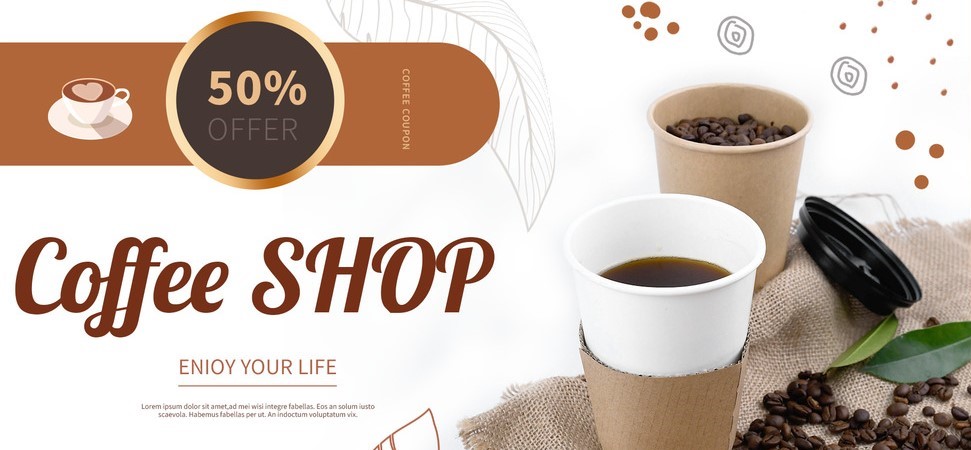 50%
OFFER
COFFEE COUPON
Coffee SHOP
ENJOY YOUR LIFE
Lorem ipsum dolor sit amet,ad mei wisi integre fabellas. Eos an solum iusto
scaevola. Habemus fabellas per ut. An indoctum voluptatum vix.